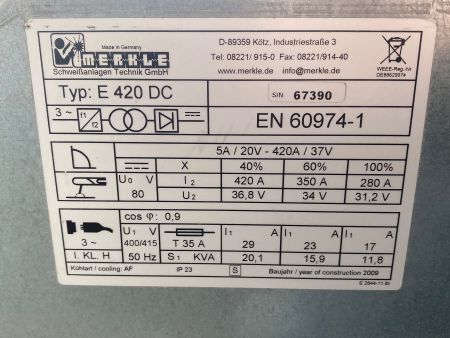 Made in Germany
MERKLE
Schweißanlagen Technik GmbH
D-89359 Kötz, Industriestraße 3
Tel: 08221/ 915-0 Fax: 08221/914-40
www.merkle.de info@merkle.de
WEEE-Reg.-Nr
Typ: E 420 DC
S/N 67390
3 ~ f1 f2
EN 60974-1
5A / 20V - 420A / 37V
X 40% 60% 100%
U0 V I2 420 A 350 A 280 A
80 U2 36,8 V 34 V 31,2 V
cos φ: 0,9
3 ~ U1 V T 35 A I1 A I1 A I1 A
400/415 29 23 17
I. KL. H 50 Hz S1 KVA 20,1 15,9 11,8
Kühlart / cooling: AF IP 23 S Baujahr / year of construction 2009